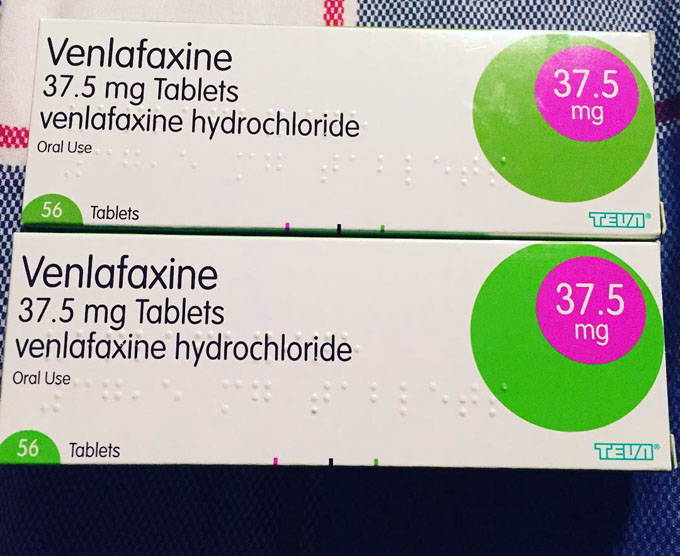 Venlafaxine
37.5 mg Tablets
venlafaxine hydrochloride
Oral Use
37.5
mg
56 Tablets
TEVA®
Venlafaxine
37.5 mg Tablets
venlafaxine hydrochloride
Oral Use
37.5
mg
56 Tablets
TEVA®